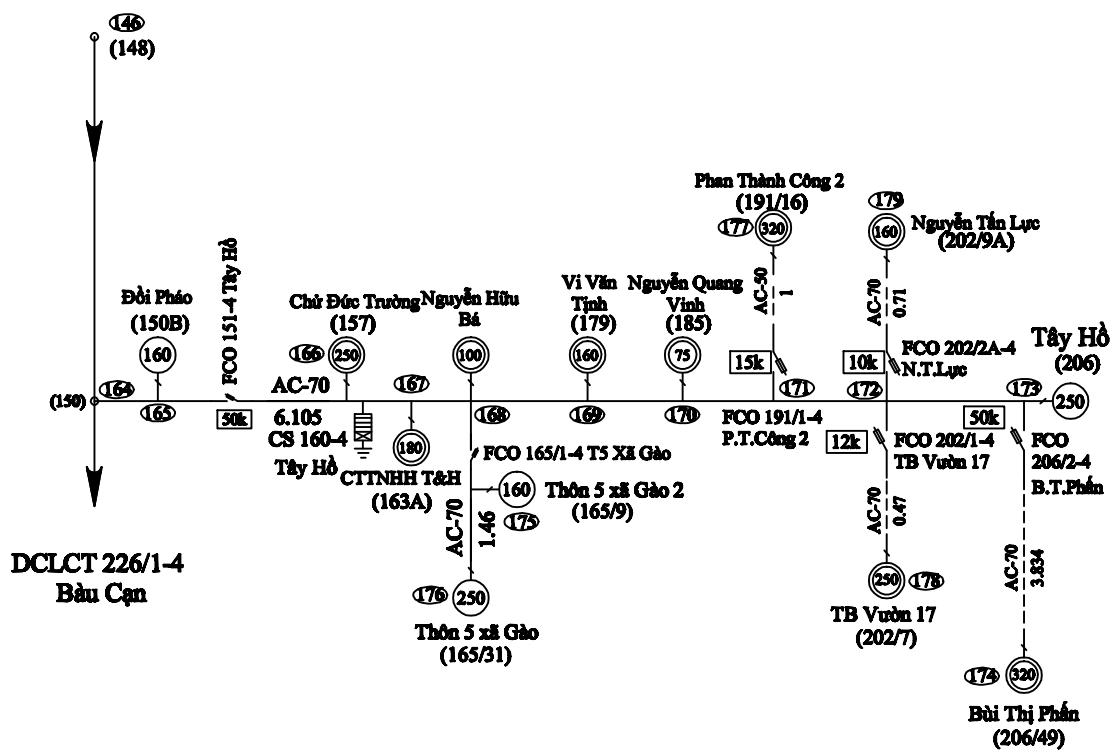 146
(148)
Phan Thành Công 2
(191/16)
177
320
179
160
Nguyễn Tấn Lực
(202/9A)
AC-50
1
AC-70
0.71
Đồi Pháo
(150B)
160
FCO 151-4 Tây Hồ
Chử Đức Trường
(157)
166
250
Nguyễn Hữu
Bá
100
Vi Văn
Tịnh
(179)
160
Nguyễn Quang
Vinh
(185)
75
15k
10k
FCO 202/2A-4
N.T.Lực
Tây Hồ
(206)
250
(150)
164
165
50k
AC-70
6.105
167
168
169
170
171
172
173
CS 160-4
Tây Hồ
180
CTTNHH T&H
(163A)
FCO 191/1-4
P.T.Công 2
12k
FCO 202/1-4
TB Vườn 17
50k
FCO
206/2-4
B.T.Phấn
FCO 165/1-4 T5 Xã Gào
160
Thôn 5 xã Gào 2
(165/9)
175
AC-70
1.46
AC-70
0.47
AC-70
3.834
DCLCT 226/1-4
Bàu Cạn
176
250
Thôn 5 xã Gào
(165/31)
250
178
TB Vườn 17
(202/7)
174
320
Bùi Thị Phấn
(206/49)